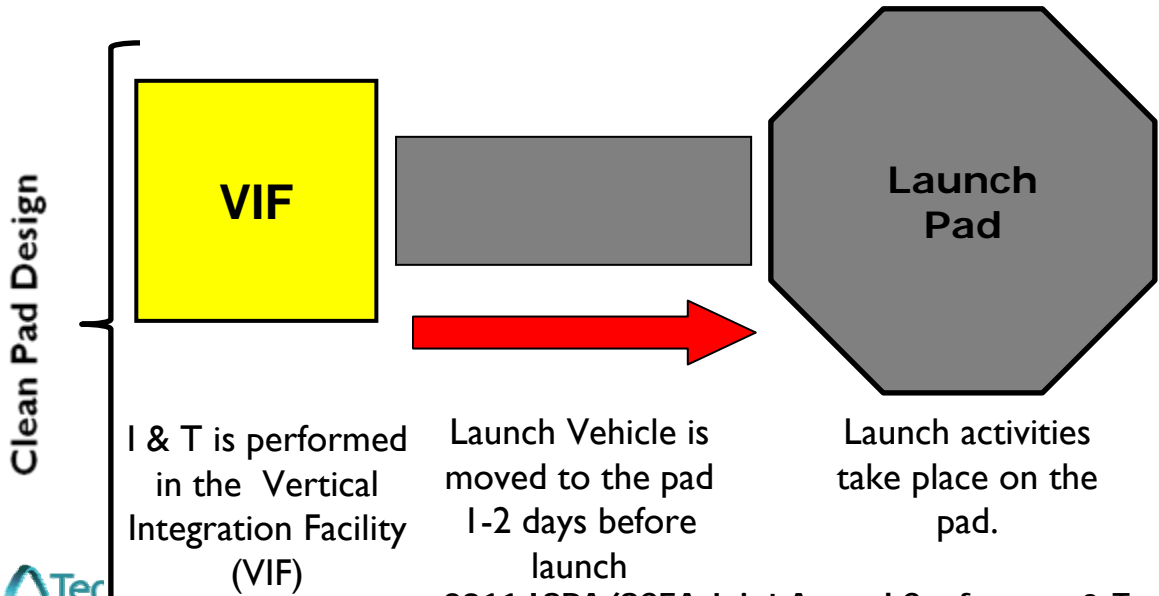 Clean Pad Design
VIF
Launch
Pad
I & T is performed
in the Vertical
Integration Facility
(VIF)
Launch Vehicle is
moved to the pad
1-2 days before
launch
Launch activities
take place on the
pad.